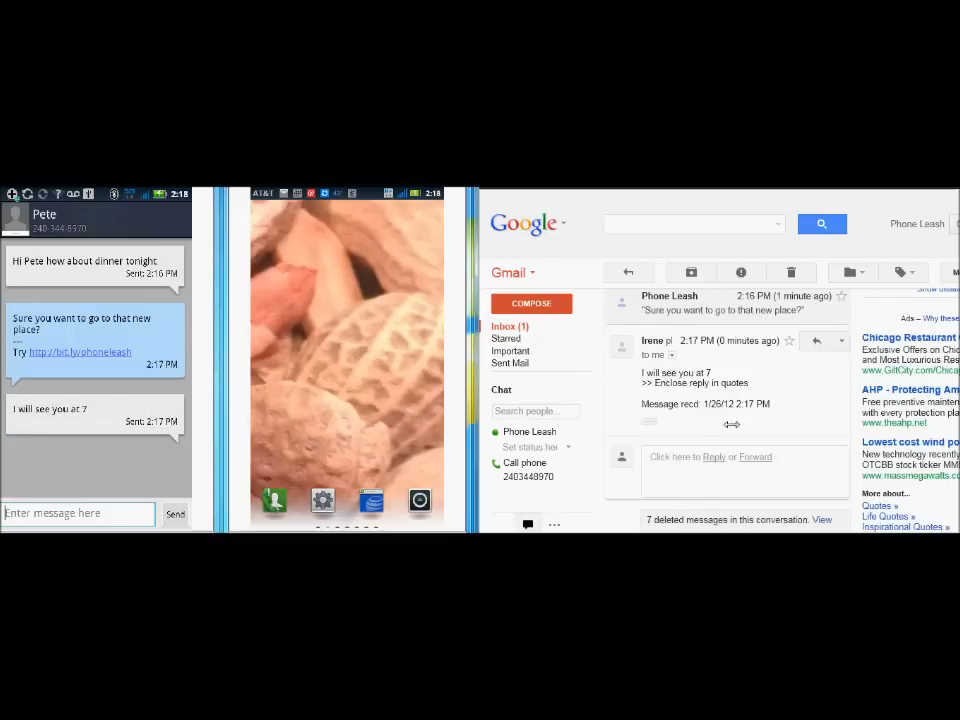 2:18
Pete
240-344-8970
Hi Pete how about dinner tonight
Sent: 2:16 PM
Sure you want to go to that new
place?
---
Try http://bit.ly/phoneleash
2:17 PM
I will see you at 7
Sent: 2:17 PM
Enter message here
Send
AT&T
2:18
Google
Phone Leash
Gmail
COMPOSE
Inbox (1)
Starred
Important
Sent Mail
Chat
Search people...
Phone Leash
Set status her
Call phone
2403448970
Phone Leash 2:16 PM (1 minute ago)
"Sure you want to go to that new place?"
Irene pl 2:17 PM (0 minutes ago)
to me
I will see you at 7
>> Enclose reply in quotes
Message recd: 1/26/12 2:17 PM
Click here to Reply or Forward
7 deleted messages in this conversation. View
Ads – Why these
Chicago Restaurant
Exclusive Offers on Chic
and Most Luxurious Res
www.GiltCity.com/Chicag
AHP - Protecting Am
Free preventive mainten
with every protection pla
www.theahp.net
Lowest cost wind po
New technology recently
OTCBB stock ticker MM
www.massmegawatts.c
More about...
Quotes »
Life Quotes »
Inspirational Quotes »